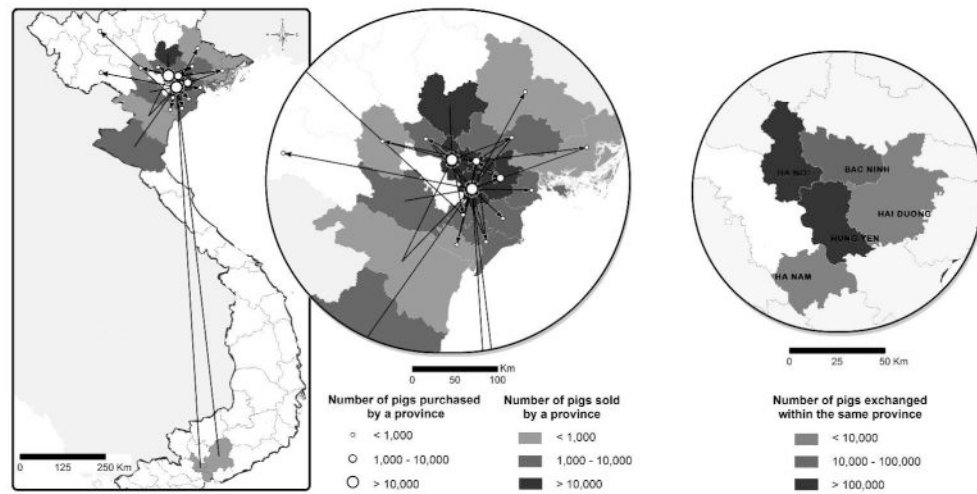 HA NOI
BAC NINH
HAI DUONG
HUNG YEN
HA NAM
0 125 250 Km
0 50 100 Km
0 25 50 Km
Number of pigs purchased
by a province
< 1,000
1,000 - 10,000
> 10,000
Number of pigs sold
by a province
< 1,000
1,000 - 10,000
> 10,000
Number of pigs exchanged
within the same province
< 10,000
10,000 - 100,000
> 100,000